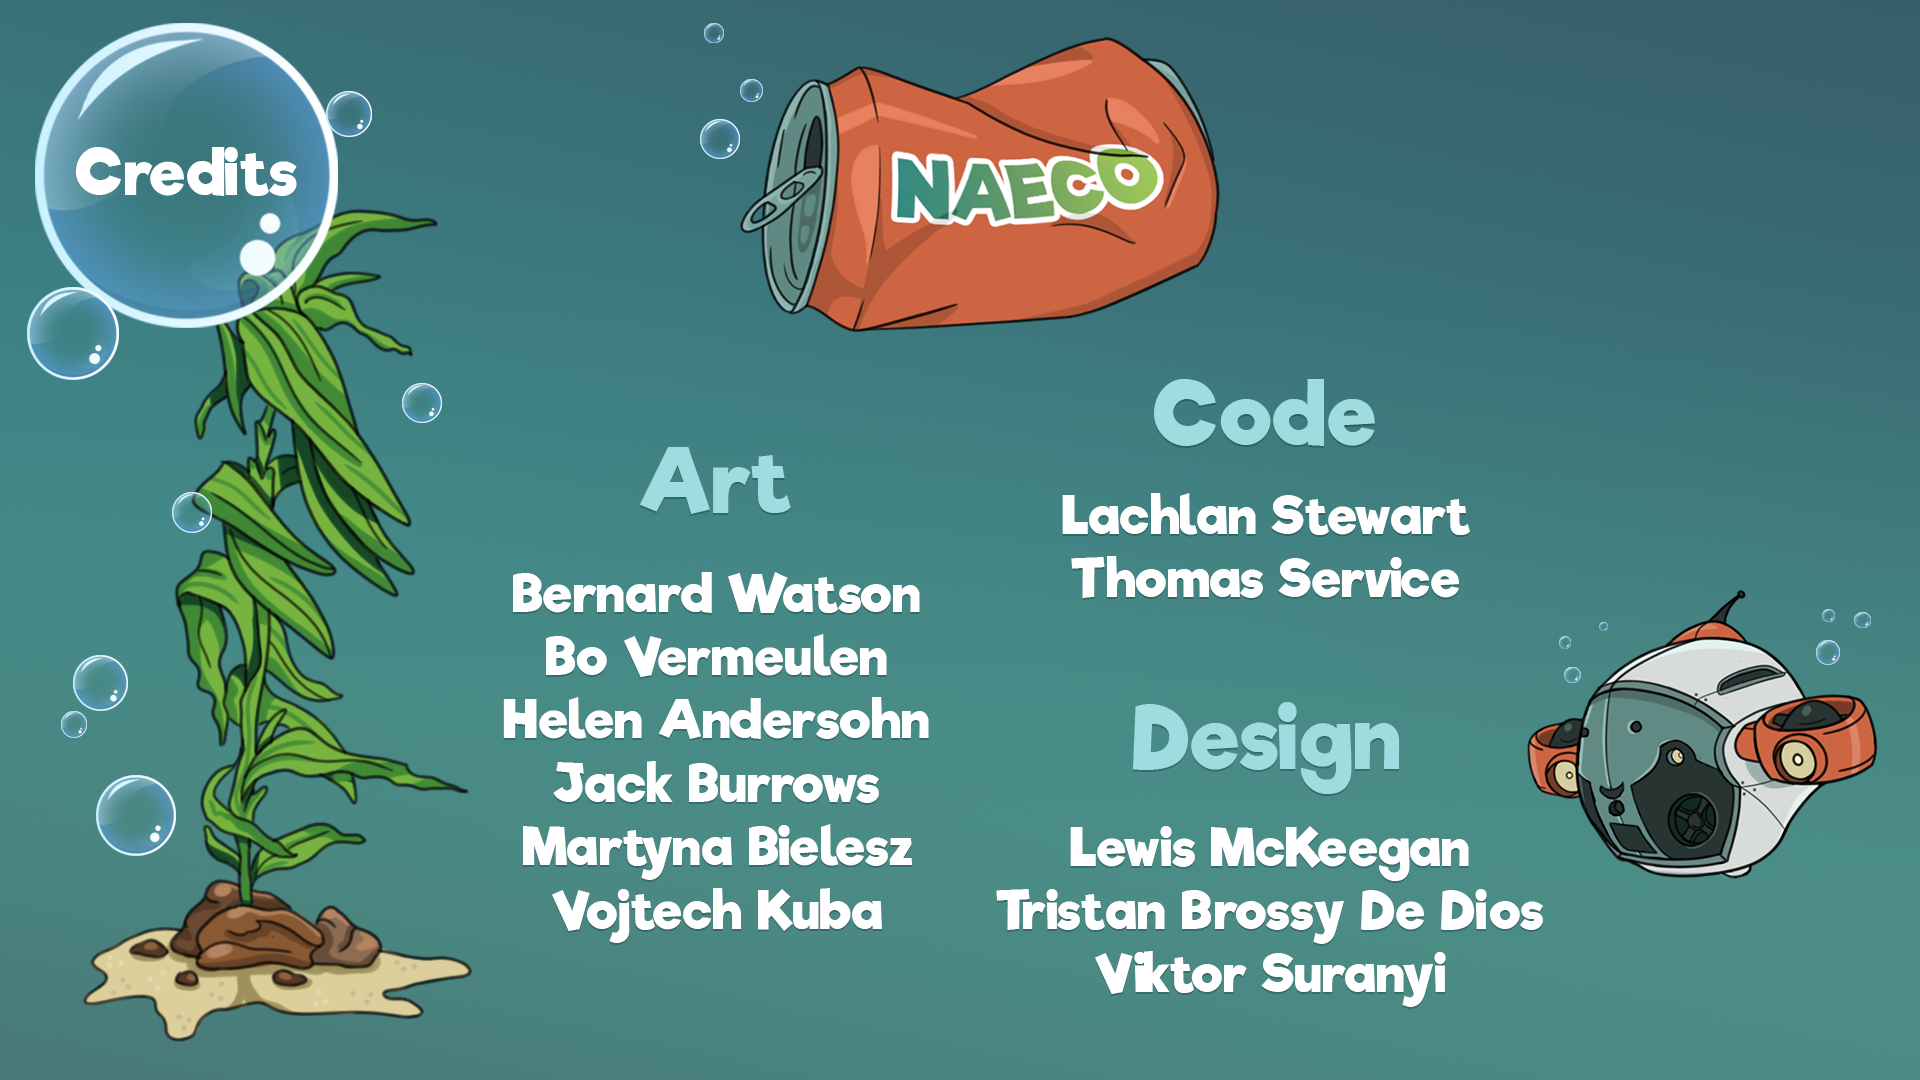 Credits
NAECO
Art
Bernard Watson
Bo Vermeulen
Helen Andersohn
Jack Burrows
Martyna Bielesz
Vojtech Kuba
Code
Lachlan Stewart
Thomas Service
Design
Lewis McKeegan
Tristan Brossy De Dios
Viktor Suranyi